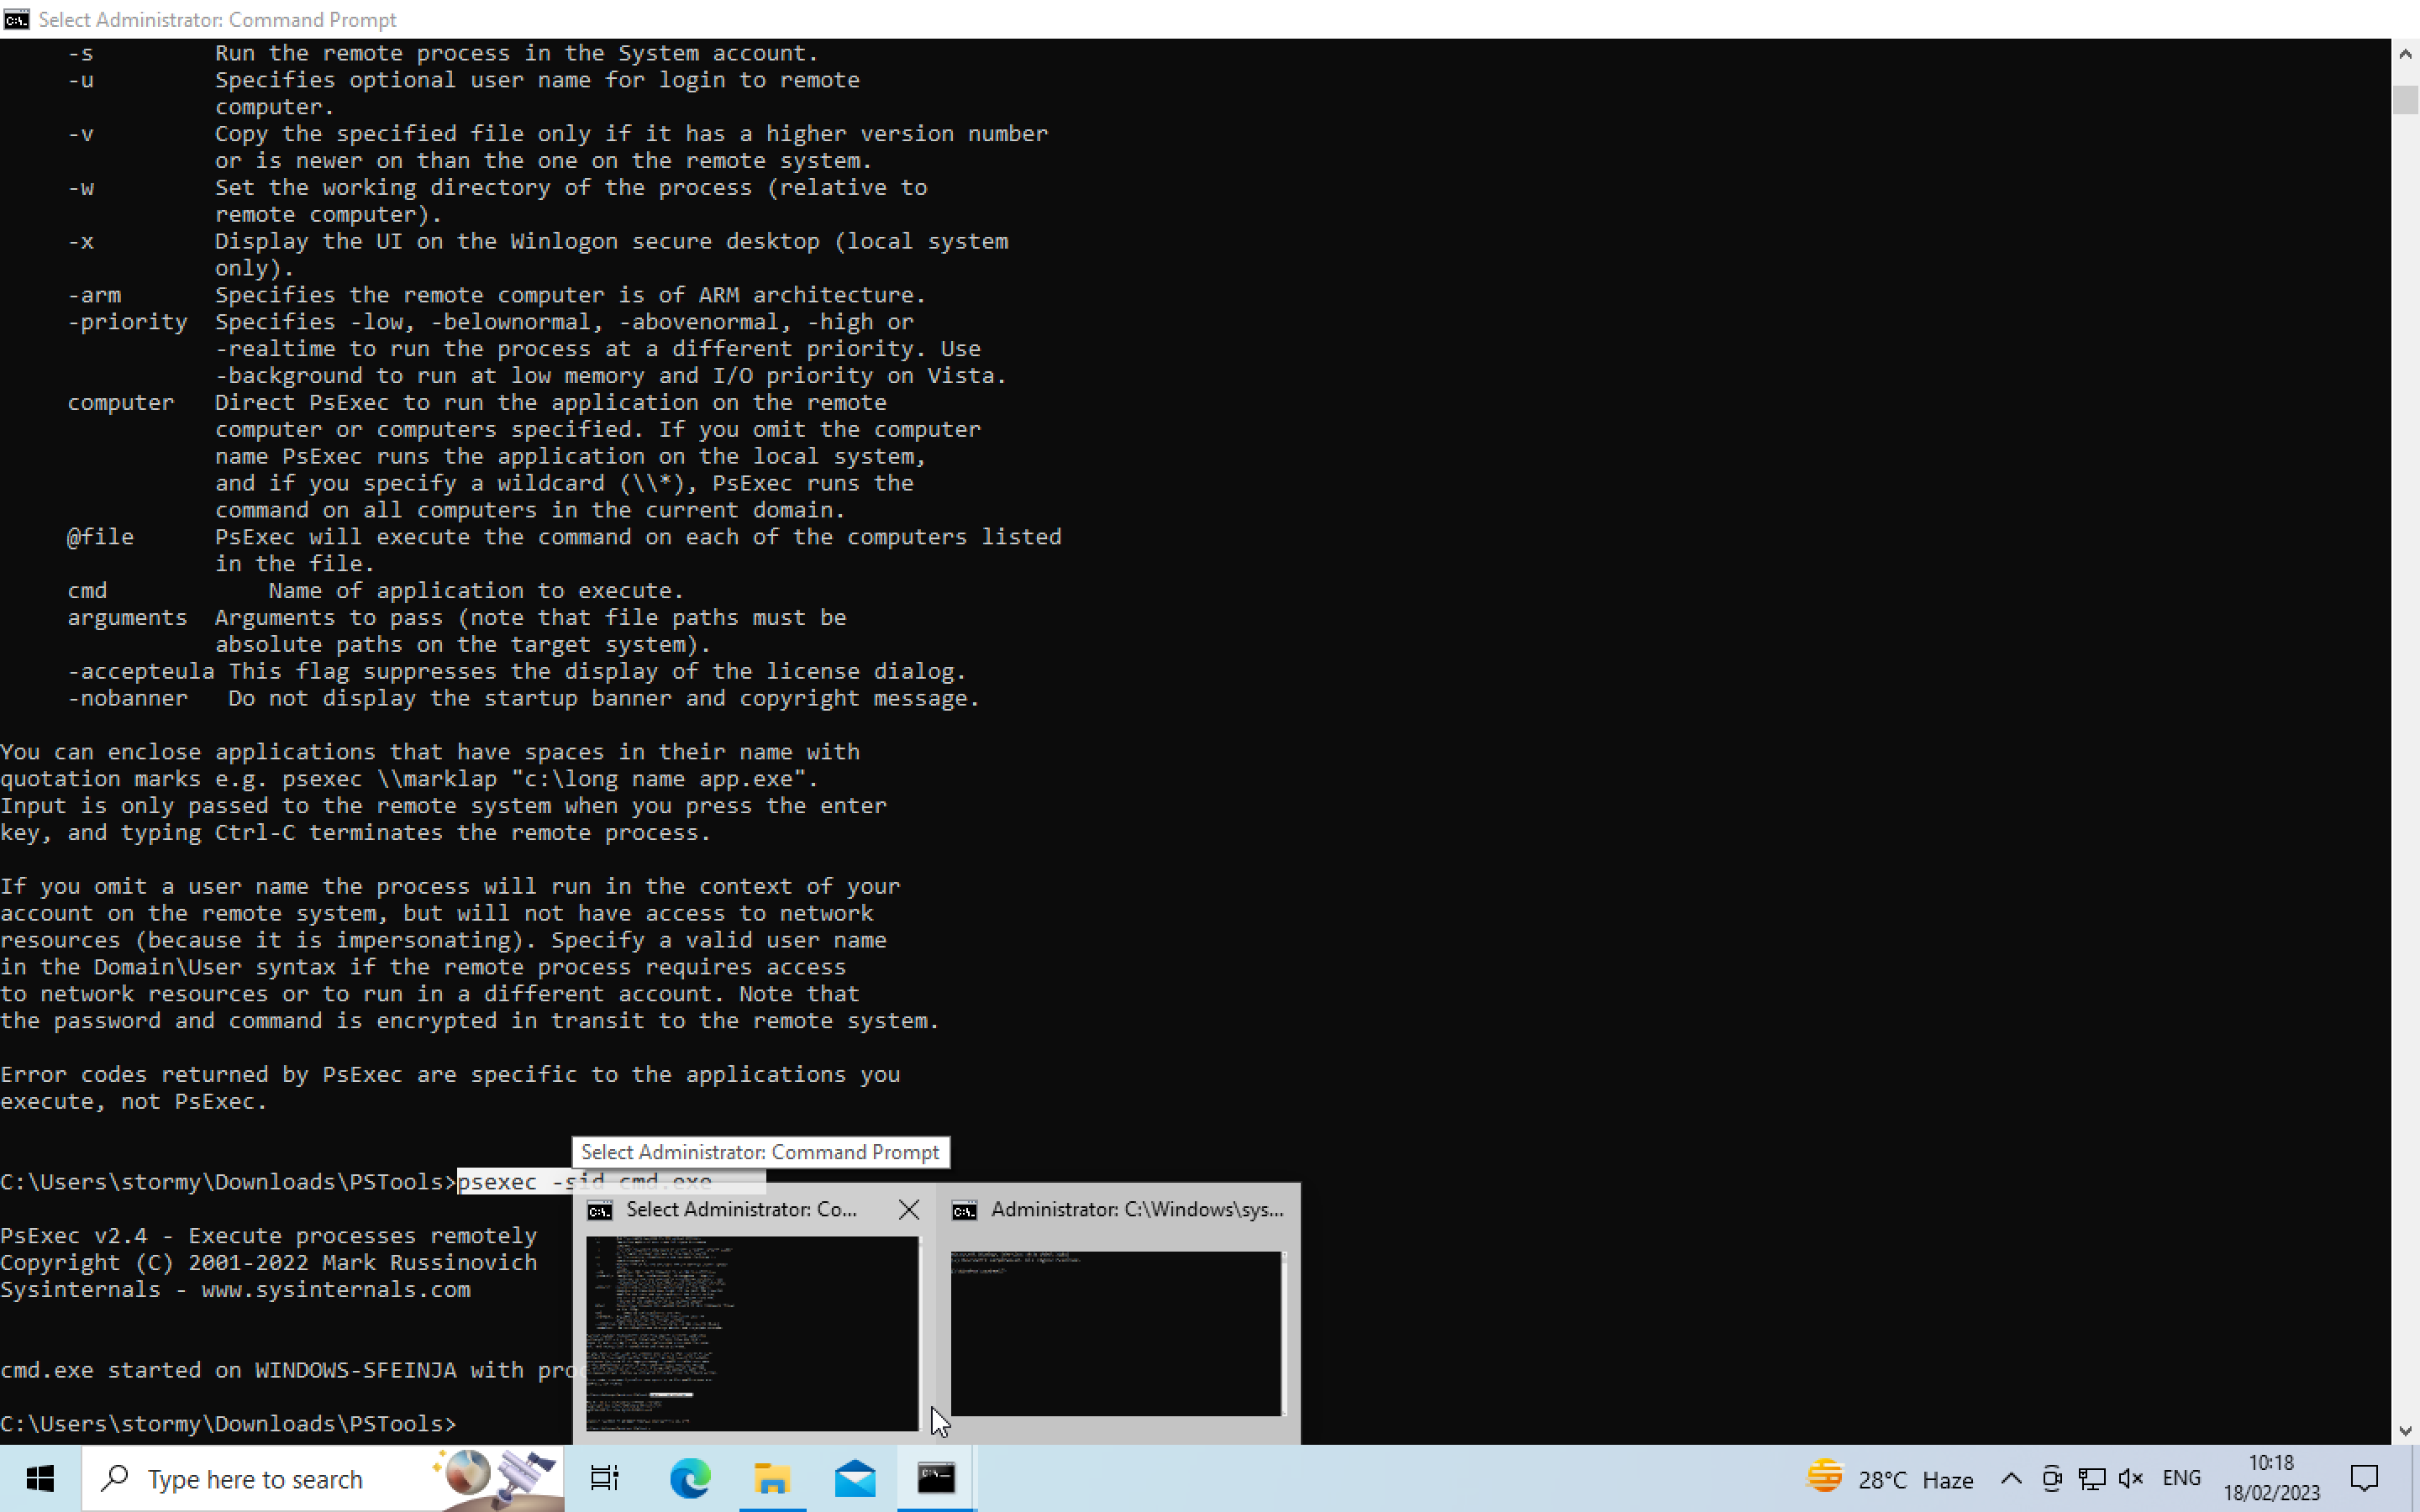 Select Administrator: Command Prompt
-s Run the remote process in the System account.
-u Specifies optional user name for login to remote
computer.
-v Copy the specified file only if it has a higher version number
or is newer on than the one on the remote system.
-w Set the working directory of the process (relative to
remote computer).
-x Display the UI on the Winlogon secure desktop (local system
only).
-arm Specifies the remote computer is of ARM architecture.
-priority Specifies -low, -belownormal, -abovenormal, -high or
-realtime to run the process at a different priority. Use
-background to run at low memory and I/O priority on Vista.
computer Direct PsExec to run the application on the remote
computer or computers specified. If you omit the computer
name PsExec runs the application on the local system,
and if you specify a wildcard (\\*), PsExec runs the
command on all computers in the current domain.
@file PsExec will execute the command on each of the computers listed
in the file.
cmd Name of application to execute.
arguments Arguments to pass (note that file paths must be
absolute paths on the target system).
-accepteula This flag suppresses the display of the license dialog.
-nobanner Do not display the startup banner and copyright message.
You can enclose applications that have spaces in their name with
quotation marks e.g. psexec \\marklap "c:\long name app.exe".
Input is only passed to the remote system when you press the enter
key, and typing Ctrl-C terminates the remote process.
If you omit a user name the process will run in the context of your
account on the remote system, but will not have access to network
resources (because it is impersonating). Specify a valid user name
in the Domain\User syntax if the remote process requires access
to network resources or to run in a different account. Note that
the password and command is encrypted in transit to the remote system.
Error codes returned by PsExec are specific to the applications you
execute, not PsExec.
Select Administrator: Command Prompt
C:\Users\stormy\Downloads\PSTools>psexec -sid cmd.exe
Select Administrator: Co...
Administrator: C:\Windows\sys...
PsExec v2.4 - Execute processes remotely
Copyright (C) 2001-2022 Mark Russinovich
Sysinternals - www.sysinternals.com
cmd.exe started on WINDOWS-SFEINJA with
C:\Users\stormy\Downloads\PSTools>
Type here to search
28°C Haze
ENG
10:18
18/02/2023